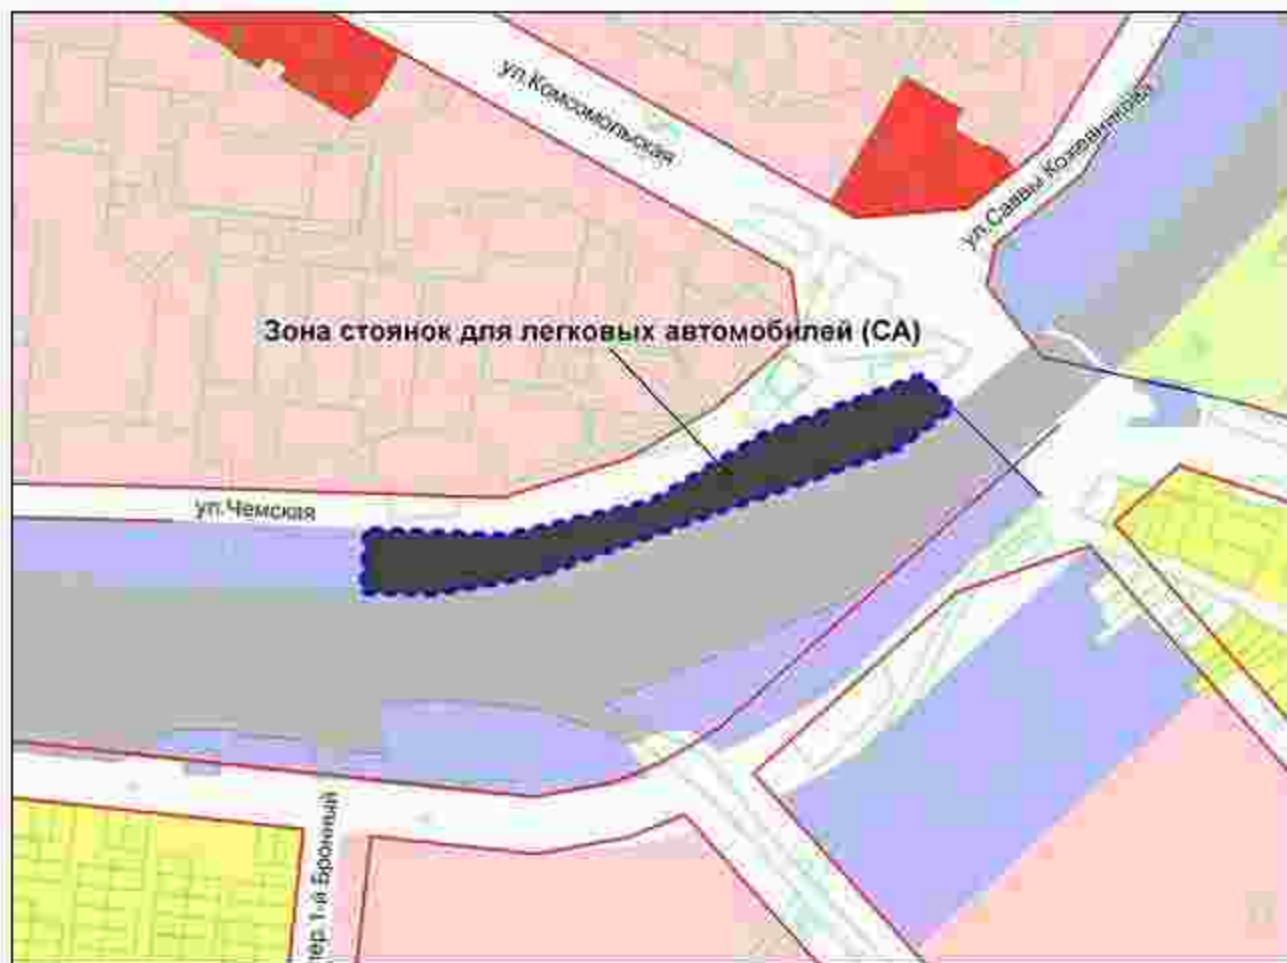 ул.Комсомольская
ул.Саввы Кожевникова
Зона стоянок для легковых автомобилей (СА)
ул.Чемская
пер. 1-й Бронный